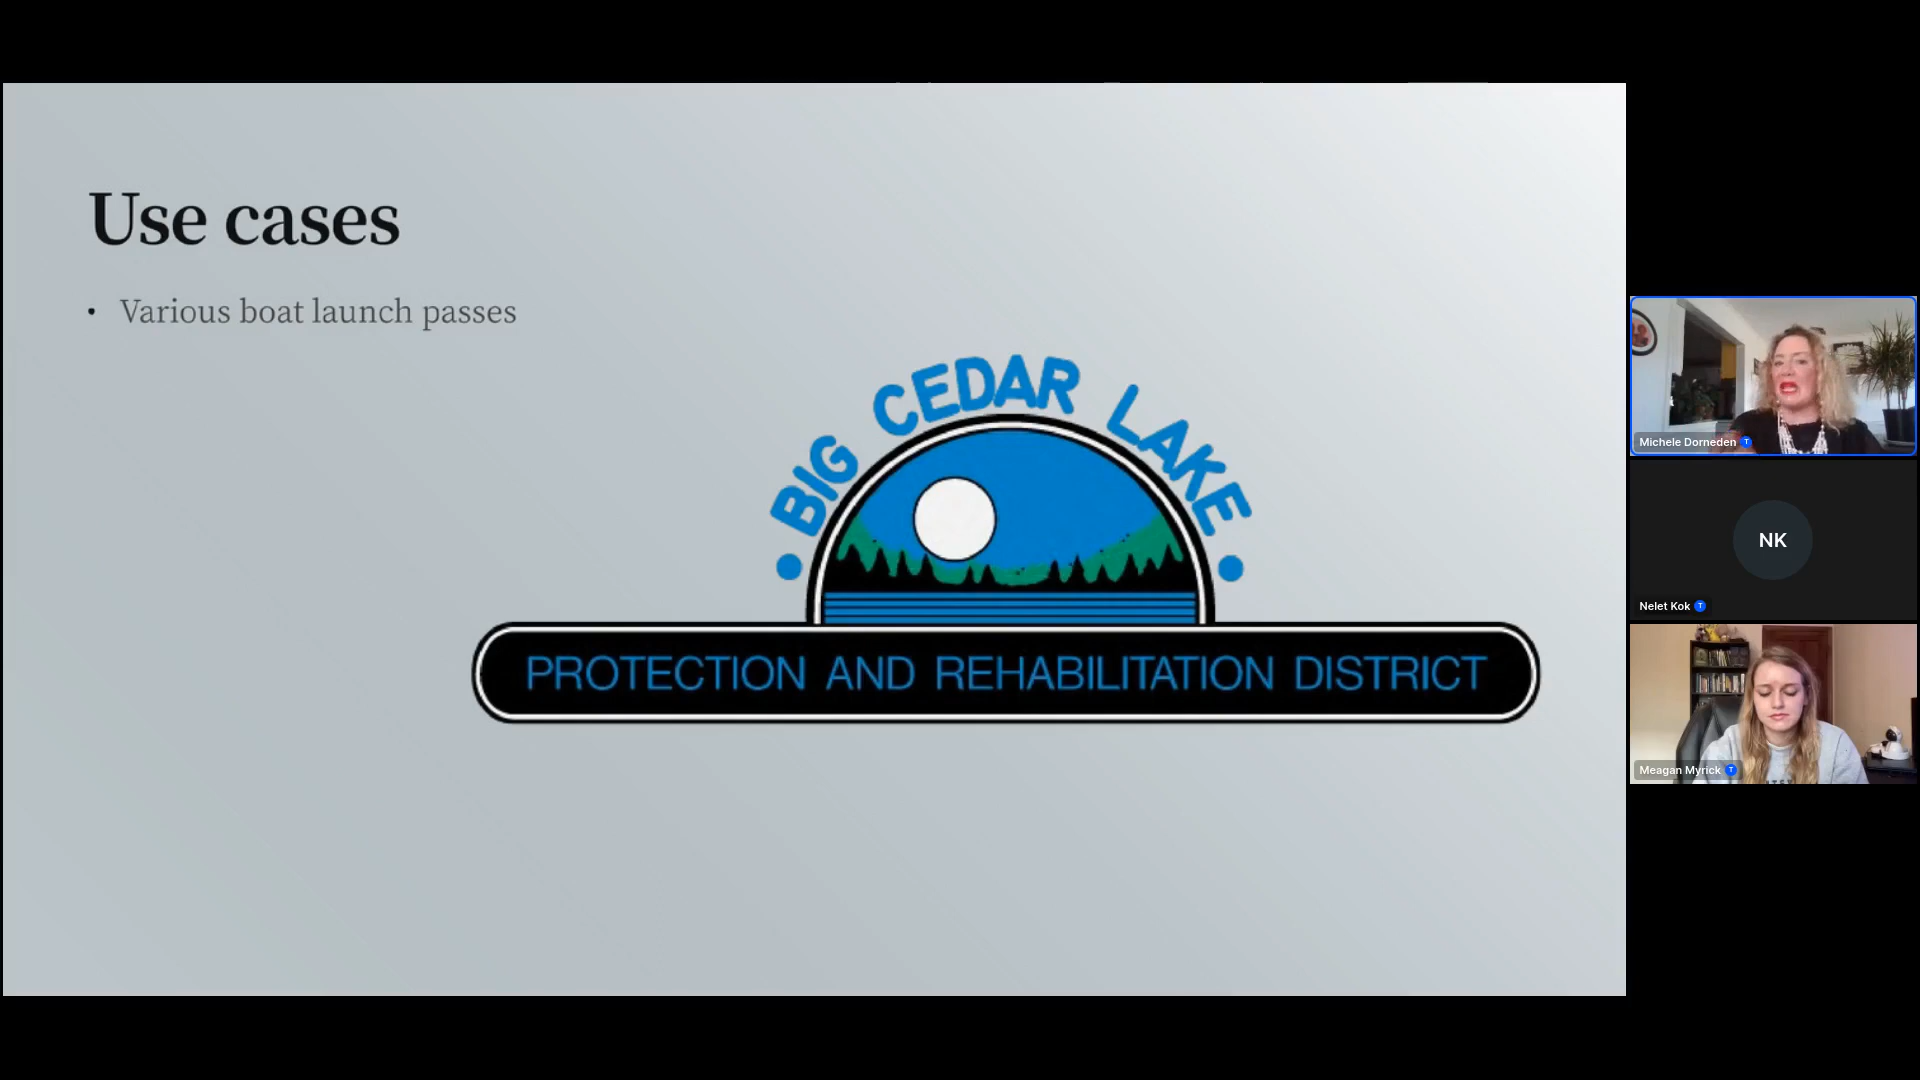 Use cases
• Various boat launch passes
BIG CEDAR LAKE
PROTECTION AND REHABILITATION DISTRICT
Michele Dorneden T
NK
Nelet Kok T
Meagan Myrick T